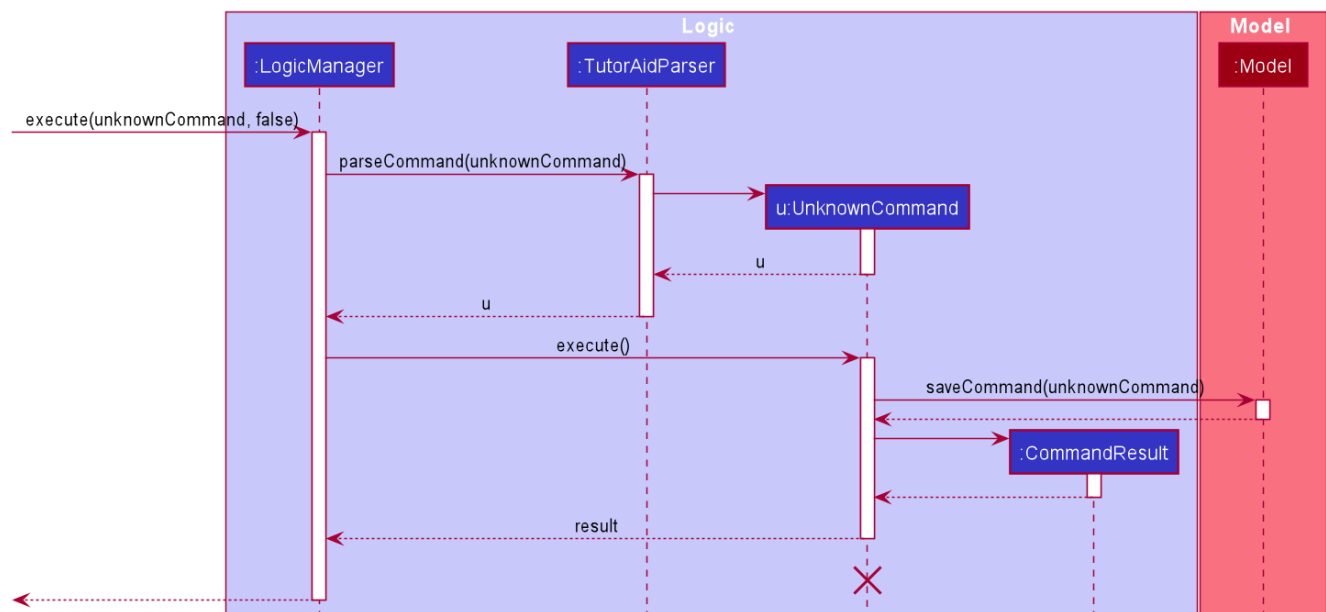 Logic
Model
:LogicManager
:TutorAidParser
:Model
execute(unknownCommand, false)
parseCommand(unknownCommand)
u:UnknownCommand
u
u
execute()
saveCommand(unknownCommand)
:CommandResult
result